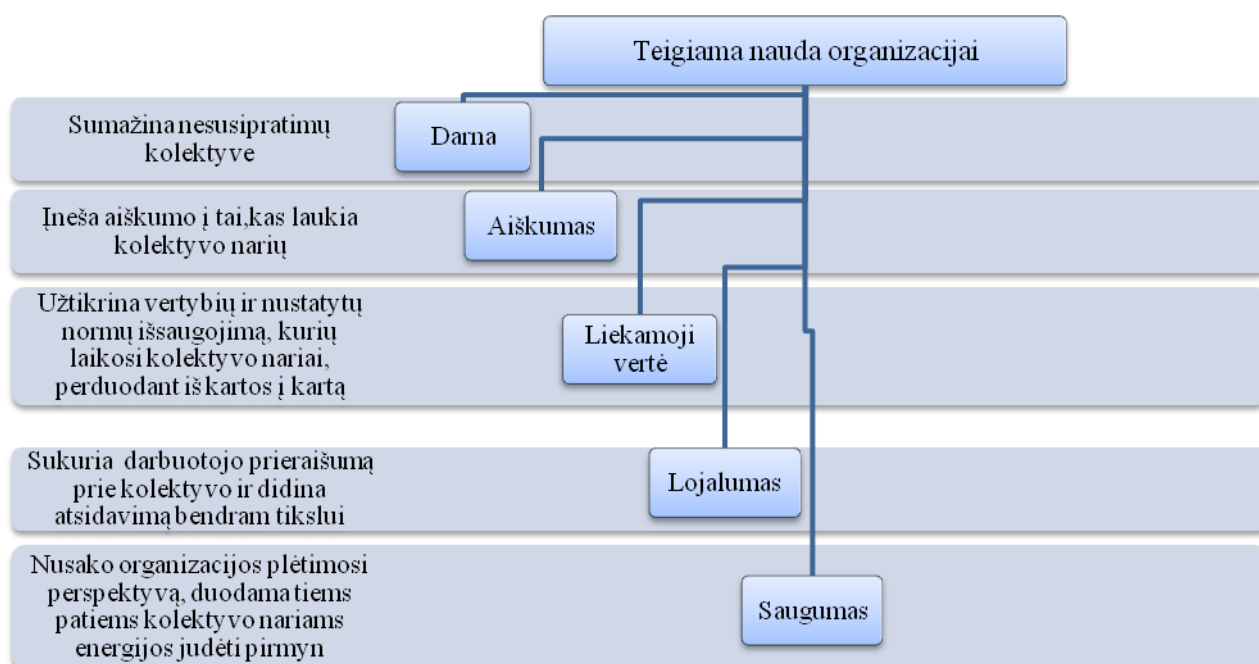 Teigiama nauda organizacijai
Sumažina nesusipratimų
kolektyve
Darna
Įneša aiškumo į tai,kas laukia
kolektyvo narių
Aiškumas
Užtikrina vertybių ir nustatytų
normų išsaugojimą, kurių
laikosi kolektyvo nariai,
perduodant iš kartos į kartą
Liekamoji
vertė
Sukuria darbuotojo prieraišumą
prie kolektyvo ir didina
atsidavimą bendram tikslui
Lojalumas
Nusako organizacijos plėtimosi
perspektyvą, duodama tiems
patiems kolektyvo nariams
energijos judėti pirmyn
Saugumas